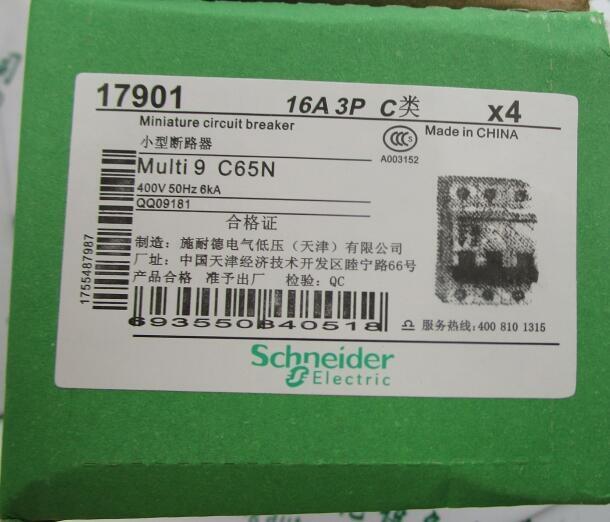 17901 16A 3P C类 x4
Miniature circuit breaker
小型断路器
Multi 9 C65N
400V 50Hz 6kA
QQ09181
CCC S
A003152
Made in CHINA
合格证
制造：施耐德电气低压（天津）有限公司
厂址：中国天津经济技术开发区睦宁路66号
产品合格 准予出厂 检验：QC
1755487987
6935508405​18
服务热线:400 810 1315
Schneider
Electric